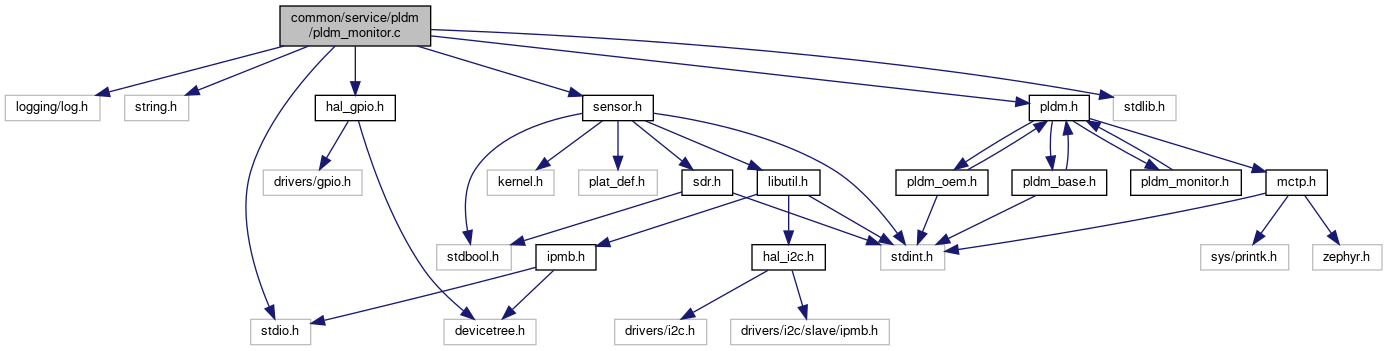 common/service/pldm
/pldm_monitor.c
logging/log.h
string.h
hal_gpio.h
sensor.h
pldm.h
stdlib.h
drivers/gpio.h
kernel.h
plat_def.h
sdr.h
libutil.h
pldm_oem.h
pldm_base.h
pldm_monitor.h
mctp.h
stdbool.h
ipmb.h
hal_i2c.h
stdint.h
sys/printk.h
zephyr.h
stdio.h
devicetree.h
drivers/i2c.h
drivers/i2c/slave/ipmb.h